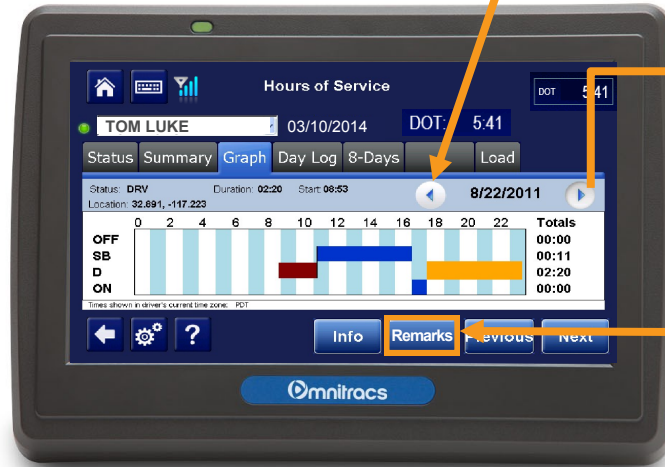 Hours of Service
DOT 5:41
TOM LUKE 03/10/2014 DOT: 5:41
Status Summary Graph Day Log 8-Days Load
Status: DRV Duration: 02:20 Start: 08:53
Location: 32.691, -117.223
8/22/2011
0 2 4 6 8 10 12 14 16 18 20 22 Totals
OFF 00:00
SB 00:11
D 02:20
ON 00:00
Times shown in driver's current time zone: PDT
? Info Remarks Previous Next
Omnitracs